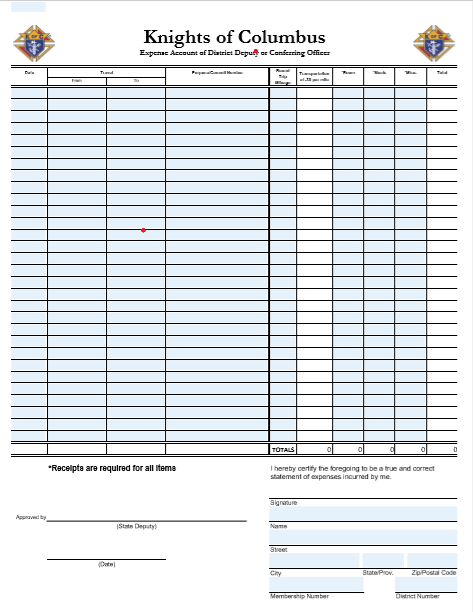 Knights of Columbus
Expense Account of District Deputy or Conferring Officer
Date Travel Purpose/Council Number Round Trip Mileage Transportation at .38 per mile *Room *Meals *Misc. Total
From To
TOTALS 0 0 0 0 0
*Receipts are required for all items
I hereby certify the foregoing to be a true and correct
statement of expenses incurred by me.
Signature
Approved by
(State Deputy)
Name
Street
(Date)
City State/Prov. Zip/Postal Code
Membership Number District Number